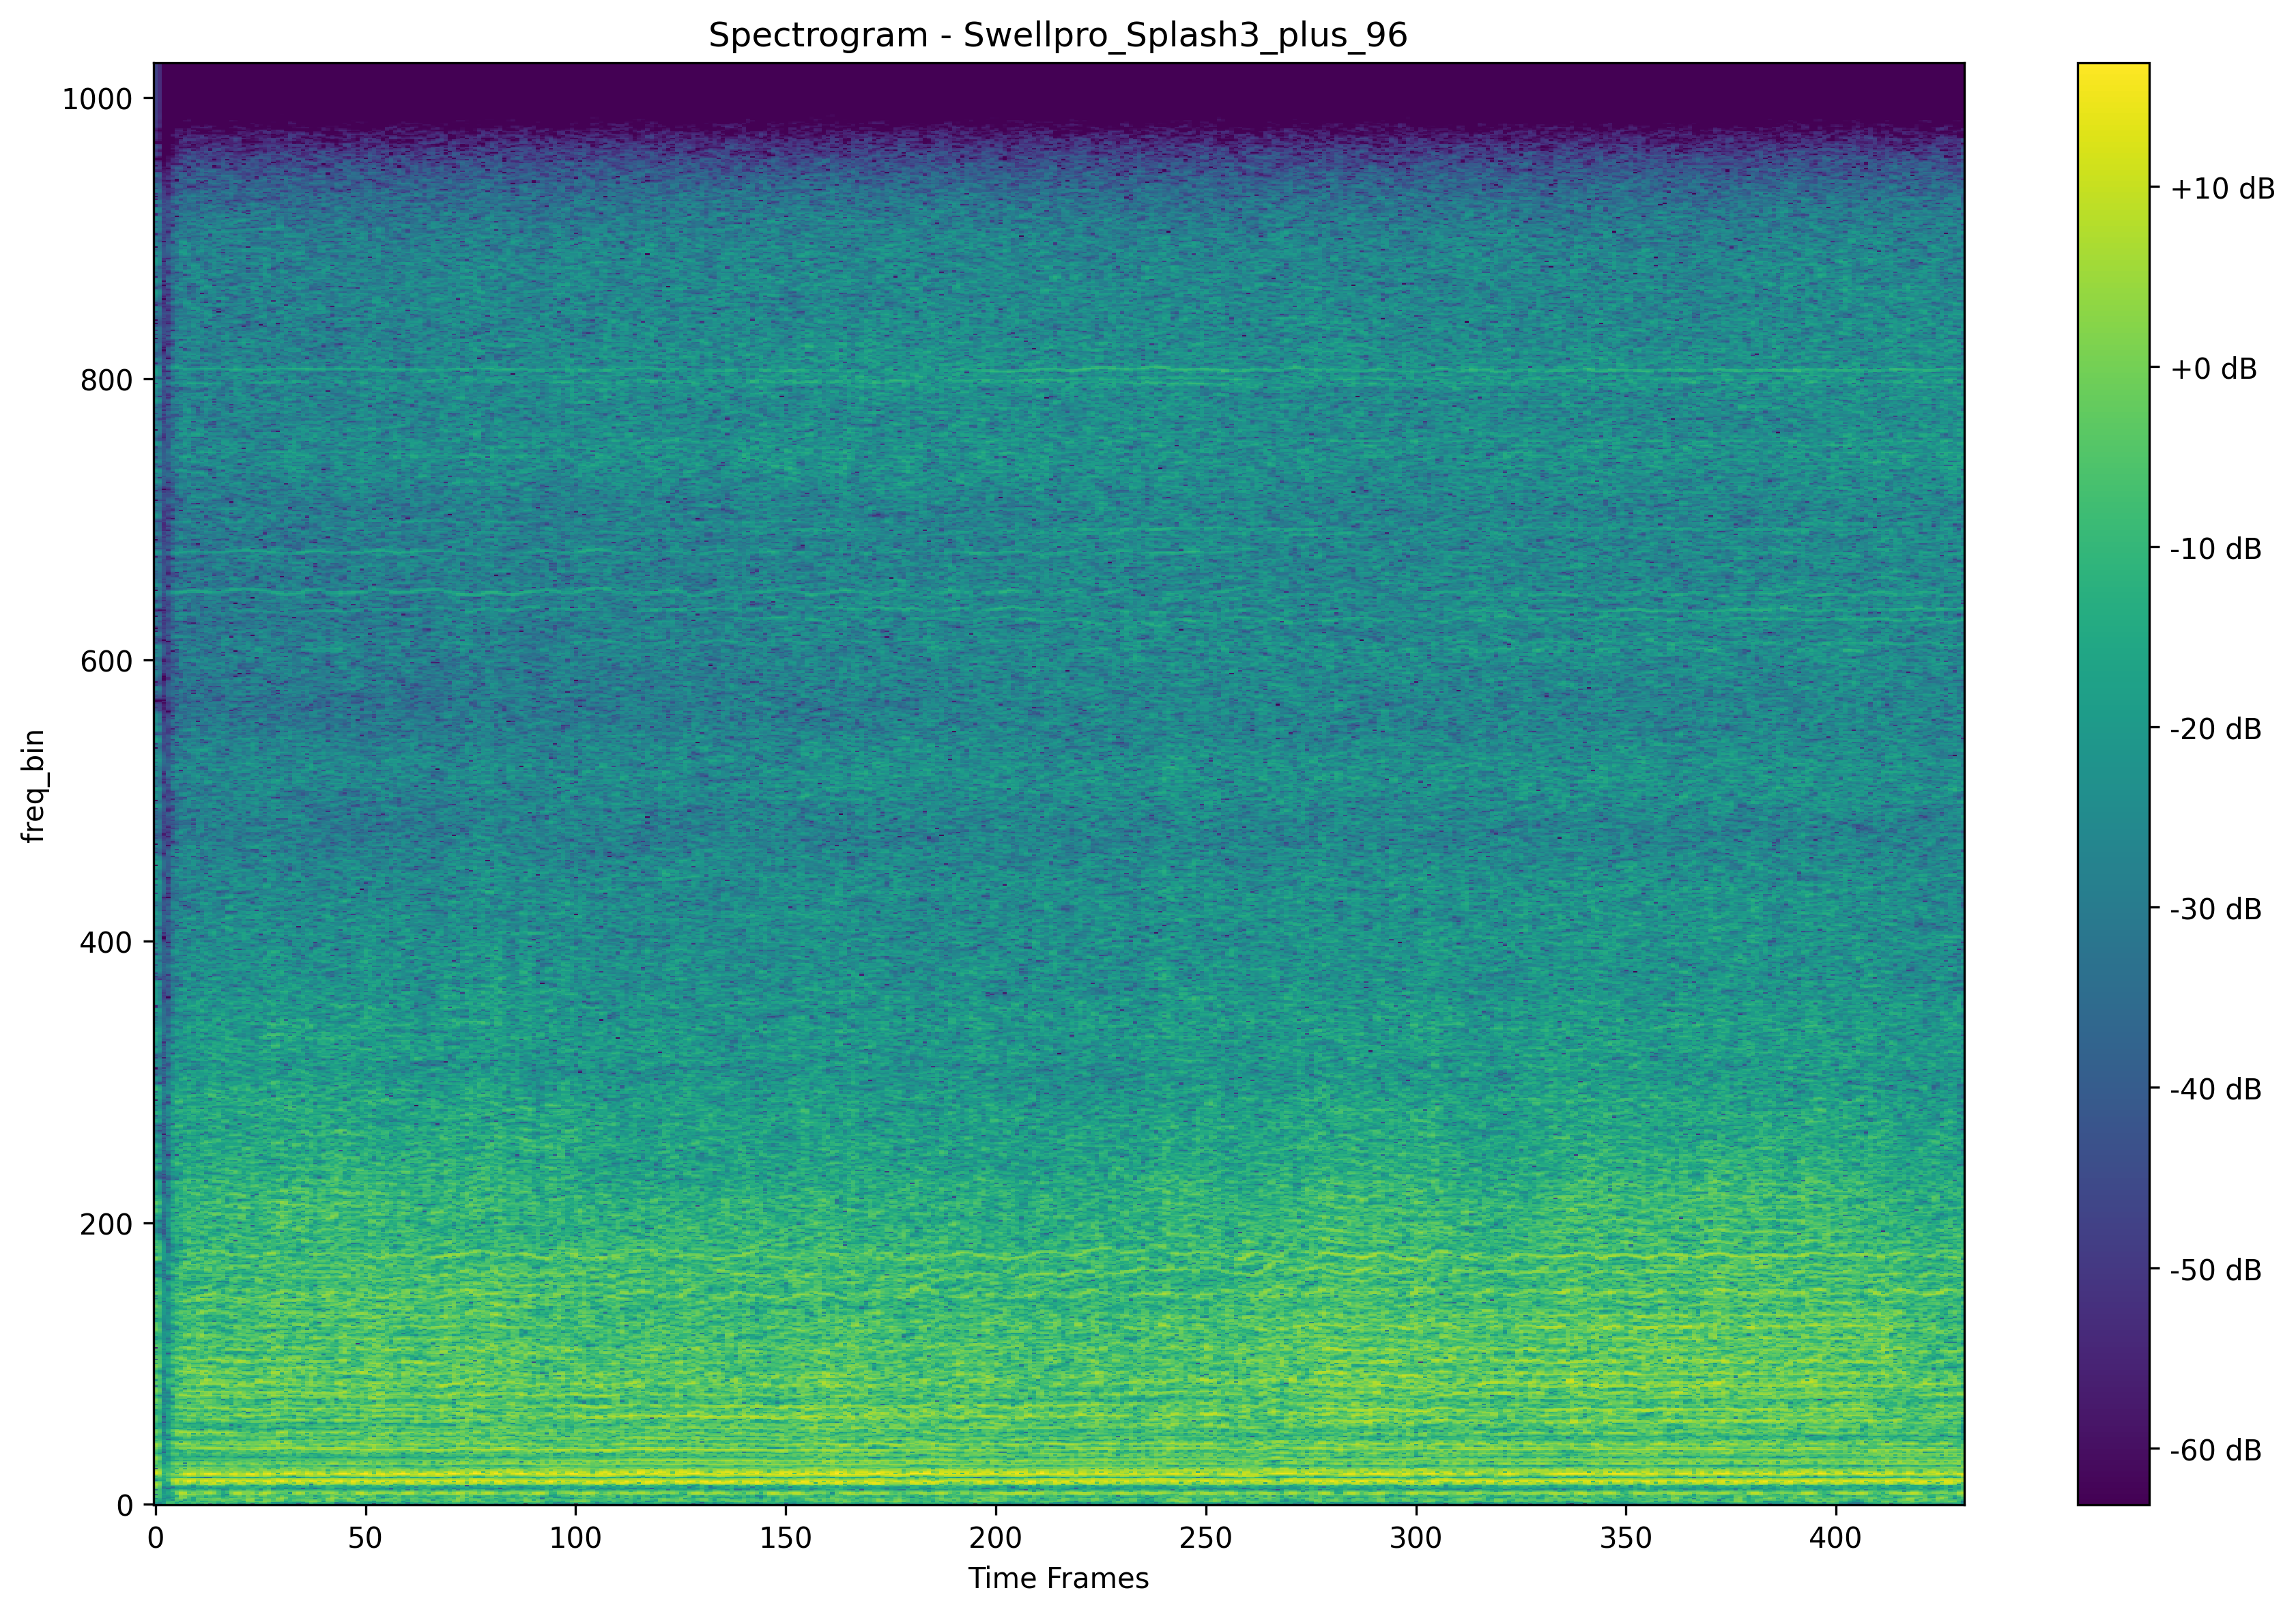 Spectrogram - Swellpro_Splash3_plus_96
1000
800
600
400
200
0
freq_bin
0 50 100 150 200 250 300 350 400
Time Frames
+10 dB
+0 dB
-10 dB
-20 dB
-30 dB
-40 dB
-50 dB
-60 dB